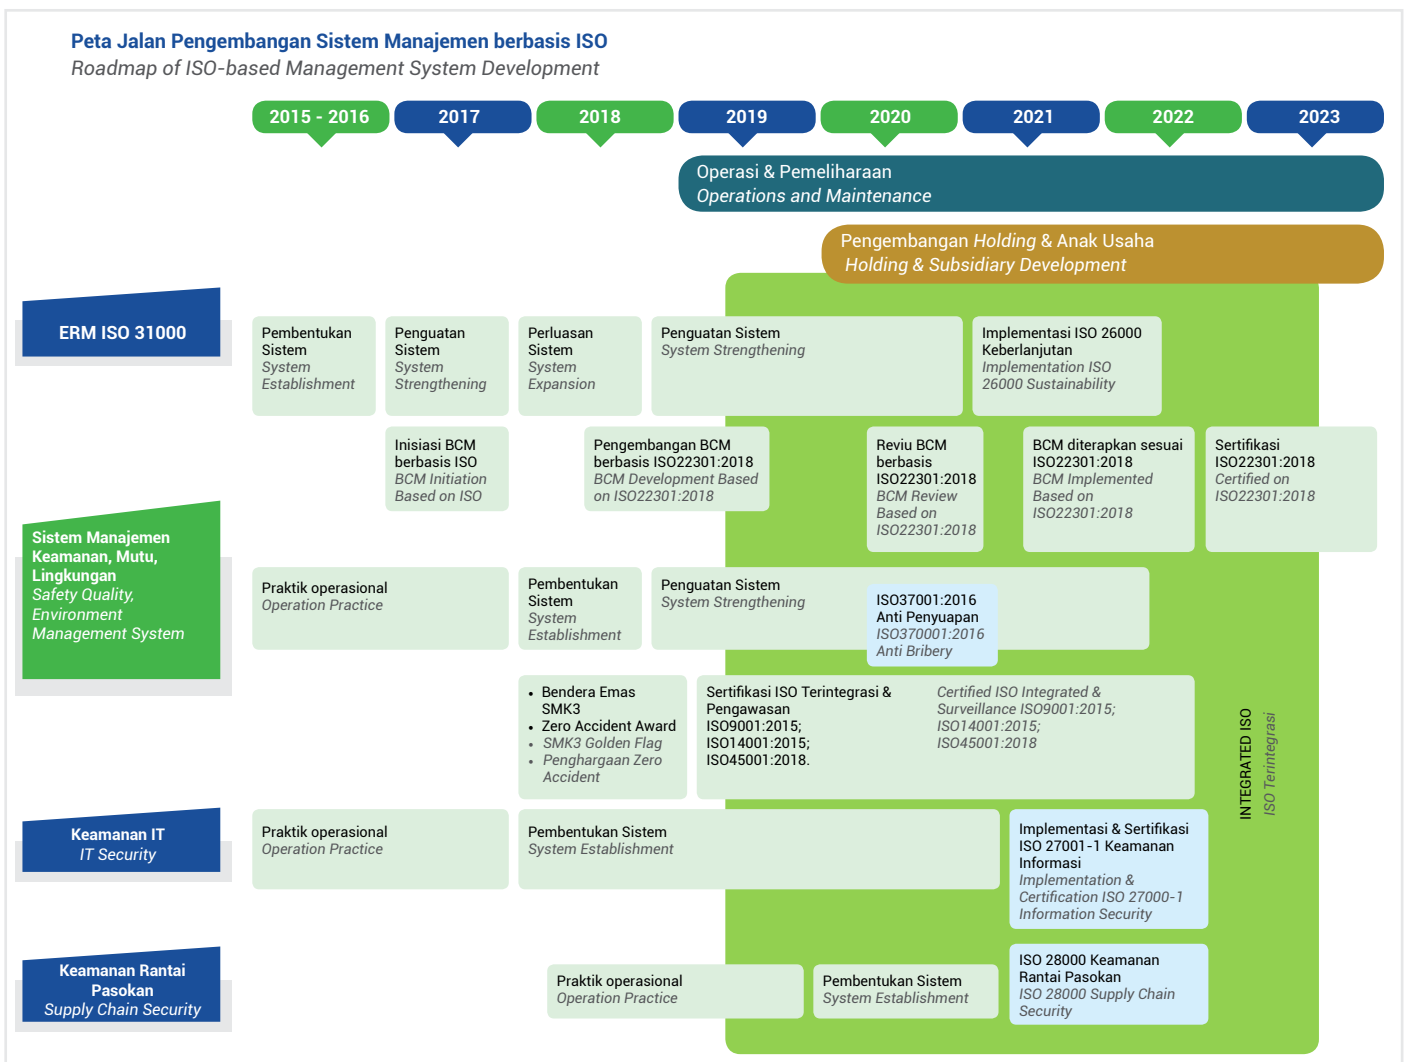 Peta Jalan Pengembangan Sistem Manajemen berbasis ISO
Roadmap of ISO-based Management System Development
2015 - 2016
2017
2018
2019
2020
2021
2022
2023
Operasi & Pemeliharaan
Operations and Maintenance
Pengembangan Holding & Anak Usaha
Holding & Subsidiary Development
ERM ISO 31000
Pembentukan
Sistem
System
Establishment
Penguatan
Sistem
System
Strengthening
Perluasan
Sistem
System
Expansion
Penguatan Sistem
System Strengthening
Implementasi ISO 26000
Keberlanjutan
Implementation ISO
26000 Sustainability
Inisiasi BCM
berbasis ISO
BCM Initiation
Based on ISO
Pengembangan BCM
berbasis ISO22301:2018
BCM Development Based
on ISO22301:2018
Reviu BCM
berbasis
ISO22301:2018
BCM Review
Based on
ISO22301:2018
BCM diterapkan sesuai
ISO22301:2018
BCM Implemented
Based on
ISO22301:2018
Sertifikasi
ISO22301:2018
Certified on
ISO22301:2018
Sistem Manajemen
Keamanan, Mutu,
Lingkungan
Safety Quality,
Environment
Management System
Praktik operasional
Operation Practice
Pembentukan
Sistem
System
Establishment
Penguatan Sistem
System Strengthening
ISO37001:2016
Anti Penyuapan
ISO370001:2016
Anti Bribery
• Bendera Emas
SMK3
• Zero Accident Award
• SMK3 Golden Flag
• Penghargaan Zero
Accident
Sertifikasi ISO Terintegrasi &
Pengawasan
ISO9001:2015;
ISO14001:2015;
ISO45001:2018.
Certified ISO Integrated &
Surveillance ISO9001:2015;
ISO14001:2015;
ISO45001:2018
INTEGRATED ISO
ISO Terintegrasi
Keamanan IT
IT Security
Praktik operasional
Operation Practice
Pembentukan Sistem
System Establishment
Implementasi & Sertifikasi
ISO 27001-1 Keamanan
Informasi
Implementation &
Certification ISO 27000-1
Information Security
Keamanan Rantai
Pasokan
Supply Chain Security
Praktik operasional
Operation Practice
Pembentukan Sistem
System Establishment
ISO 28000 Keamanan
Rantai Pasokan
ISO 28000 Supply Chain
Security